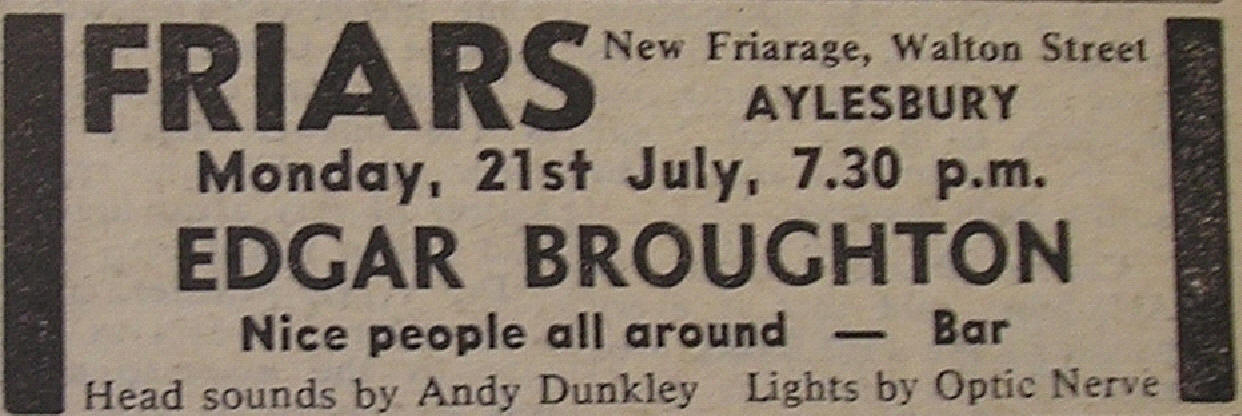 FRIARS New Friarage, Walton Street
AYLESBURY
Monday, 21st July, 7.30 p.m.
EDGAR BROUGHTON
Nice people all around — Bar
Head sounds by Andy Dunkley Lights by Optic Nerve